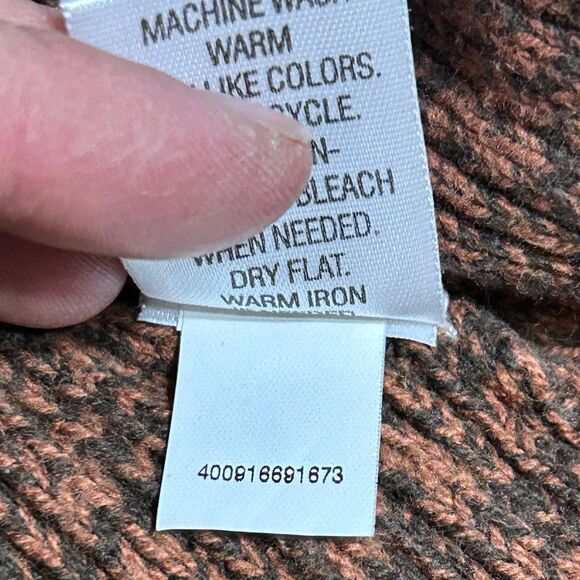 MACHINE WASH
WARM
LIKE COLORS.
CYCLE.
BLEACH
WHEN NEEDED.
DRY FLAT.
WARM IRON
400916691673